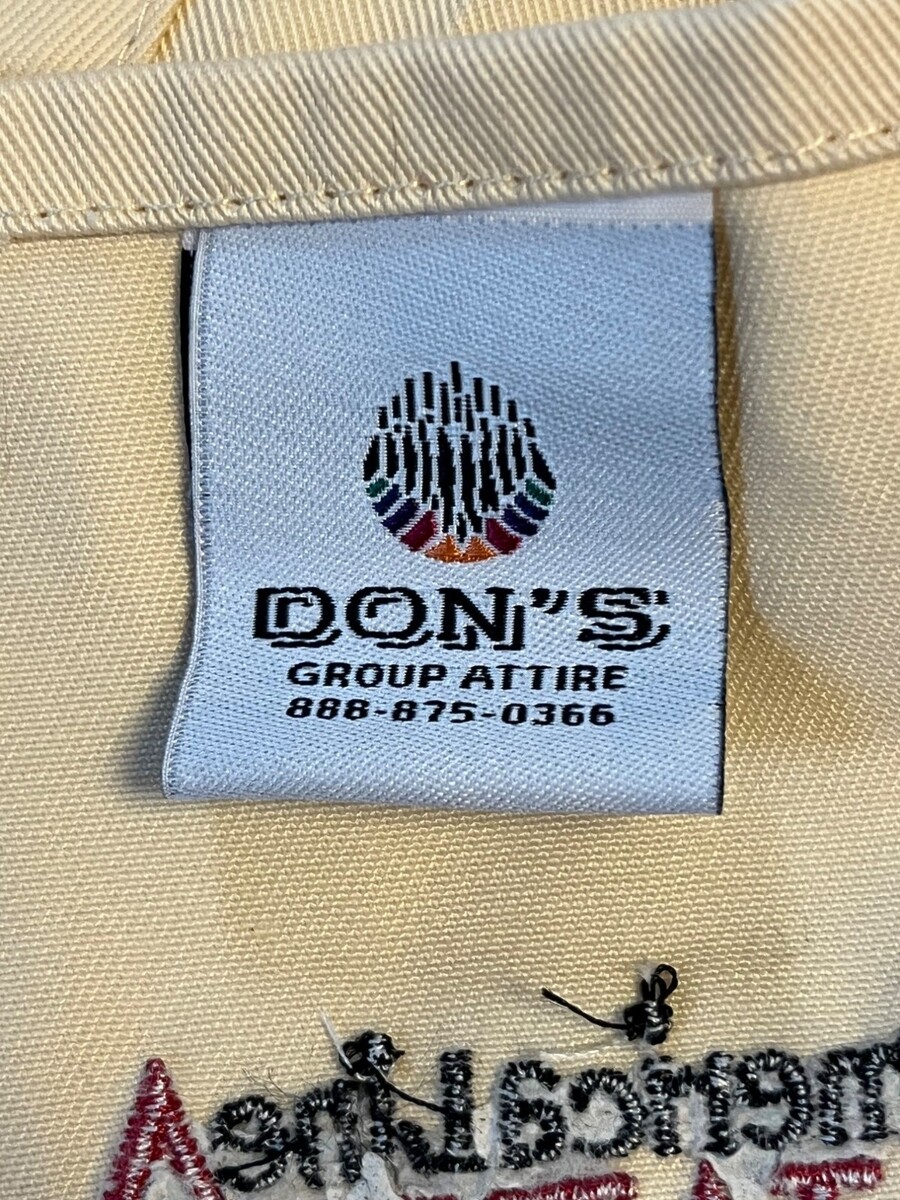 DON'S
GROUP ATTIRE
888-875-0366